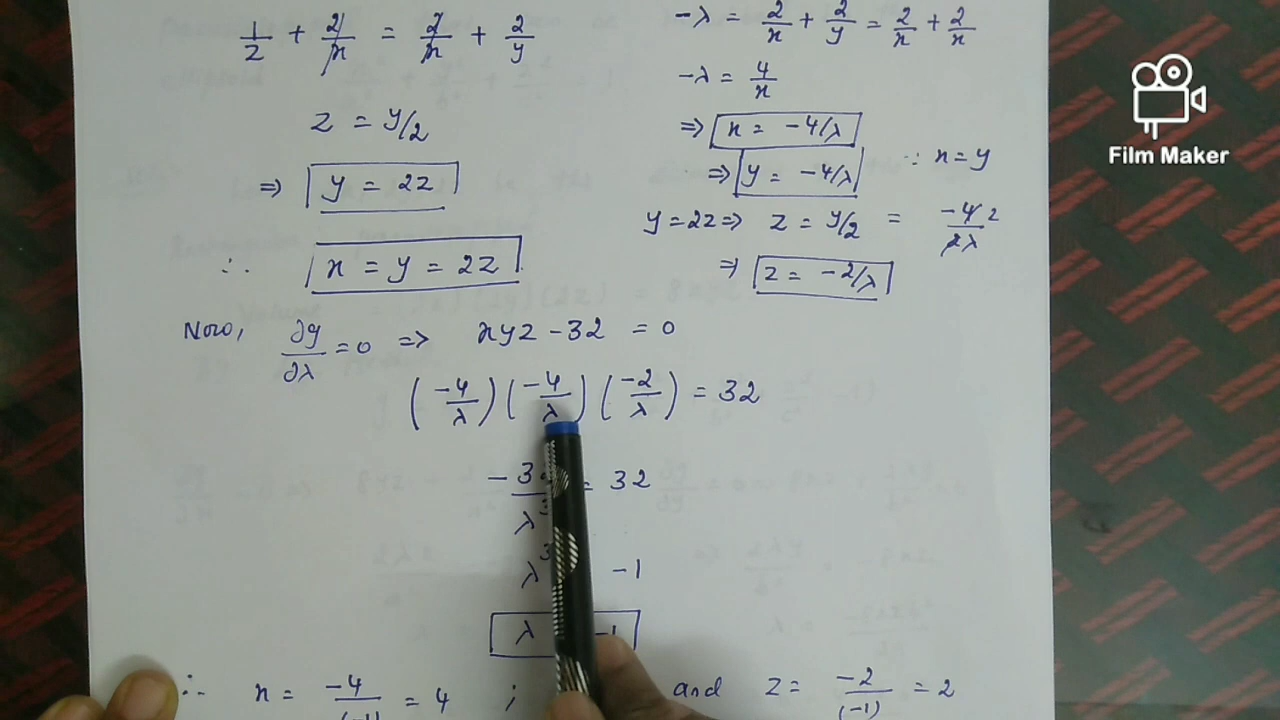 1/z + 2/x = 2/x + 2/y
z = y/2
⇒ y = 2z
∴ x = y = 2z
-λ = 2/x + 2/y = 2/x + 2/x
-λ = 4/x
⇒ x = -4/λ
⇒ y = -4/λ ∵ x = y
y = 2z ⇒ z = y/2 = -4 2/2λ
⇒ z = -2/λ
Now, ∂g/∂λ = 0 ⇒ xyz - 32 = 0
(-4/λ) (-4/λ) (-2/λ) = 32
= 32
λ³ -1
λ -1
∴ x = -4/(-1) = 4 ; and z = -2/(-1) = 2
Film Maker